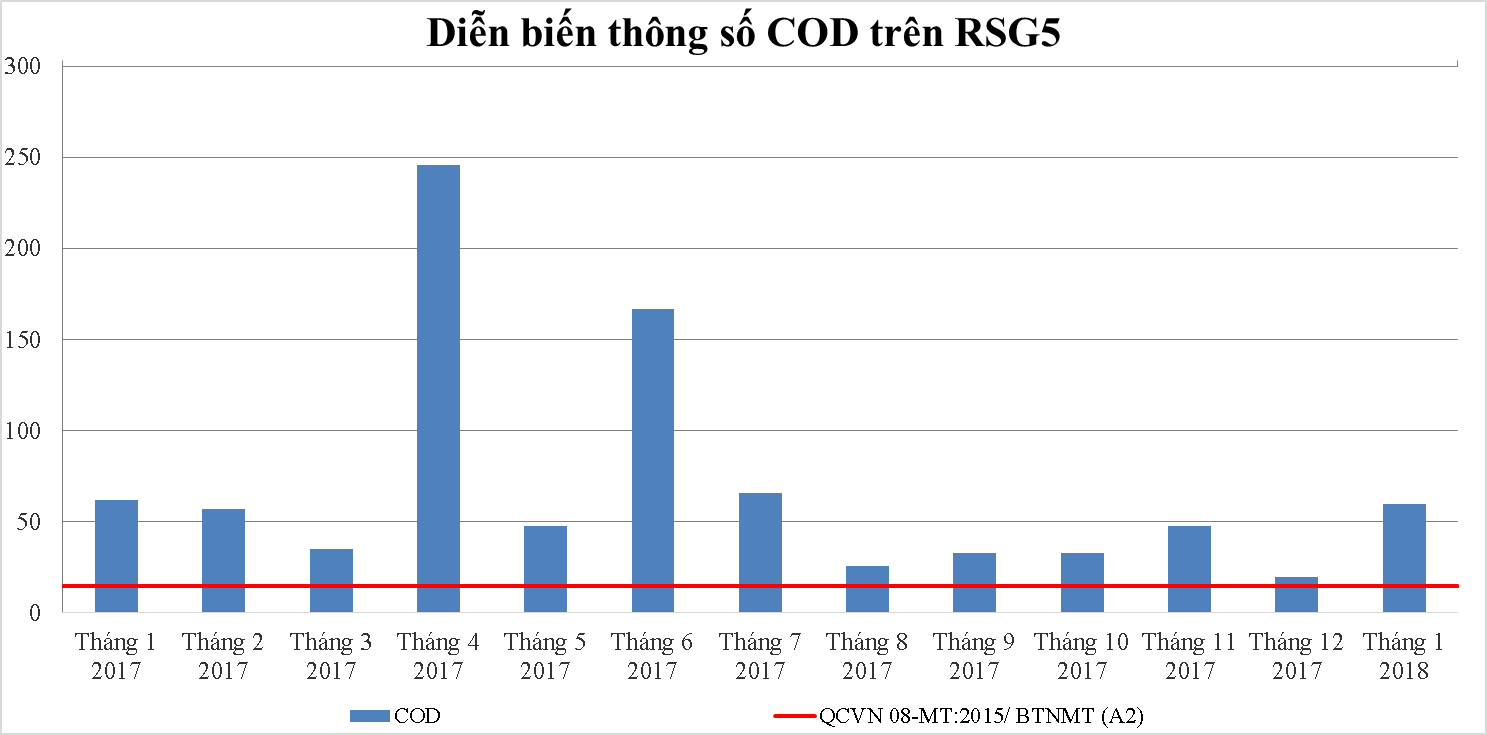 Diễn biến thông số COD trên RSG5
300
250
200
150
100
50
0
Tháng 1 Tháng 2 Tháng 3 Tháng 4 Tháng 5 Tháng 6 Tháng 7 Tháng 8 Tháng 9 Tháng 10 Tháng 11 Tháng 12 Tháng 1
2017 2017 2017 2017 2017 2017 2017 2017 2017 2017 2017 2017 2018
COD QCVN 08-MT:2015/ BTNMT (A2)